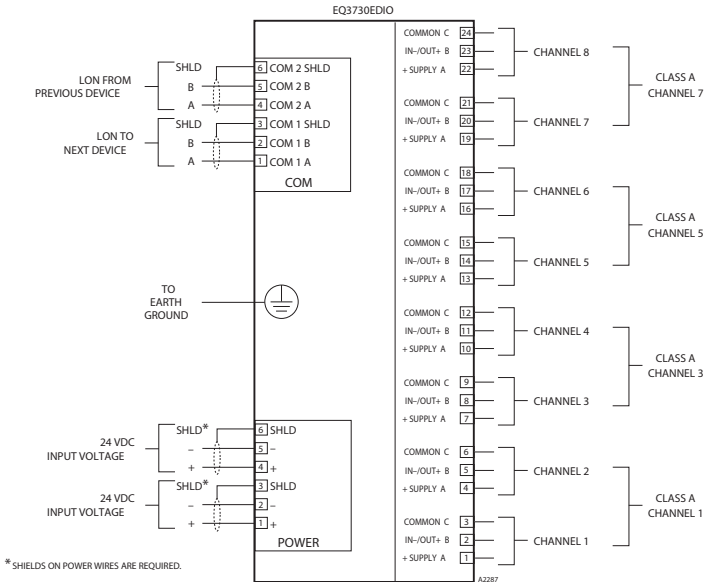 EQ3730EDIO
LON FROM
PREVIOUS DEVICE
SHLD
B
A
6 COM 2 SHLD
5 COM 2 B
4 COM 2 A
LON TO
NEXT DEVICE
SHLD
B
A
3 COM 1 SHLD
2 COM 1 B
1 COM 1 A
COM
TO
EARTH
GROUND
24 VDC
INPUT VOLTAGE
SHLD*
–
+
6 SHLD
5 –
4 +
24 VDC
INPUT VOLTAGE
SHLD*
–
+
3 SHLD
2 –
1 +
POWER
* SHIELDS ON POWER WIRES ARE REQUIRED.
COMMON C 24
IN–/OUT+ B 23
+ SUPPLY A 22
CHANNEL 8
COMMON C 21
IN–/OUT+ B 20
+ SUPPLY A 19
CHANNEL 7
CLASS A
CHANNEL 7
COMMON C 18
IN–/OUT+ B 17
+ SUPPLY A 16
CHANNEL 6
COMMON C 15
IN–/OUT+ B 14
+ SUPPLY A 13
CHANNEL 5
CLASS A
CHANNEL 5
COMMON C 12
IN–/OUT+ B 11
+ SUPPLY A 10
CHANNEL 4
COMMON C 9
IN–/OUT+ B 8
+ SUPPLY A 7
CHANNEL 3
CLASS A
CHANNEL 3
COMMON C 6
IN–/OUT+ B 5
+ SUPPLY A 4
CHANNEL 2
COMMON C 3
IN–/OUT+ B 2
+ SUPPLY A 1
CHANNEL 1
CLASS A
CHANNEL 1
A2287